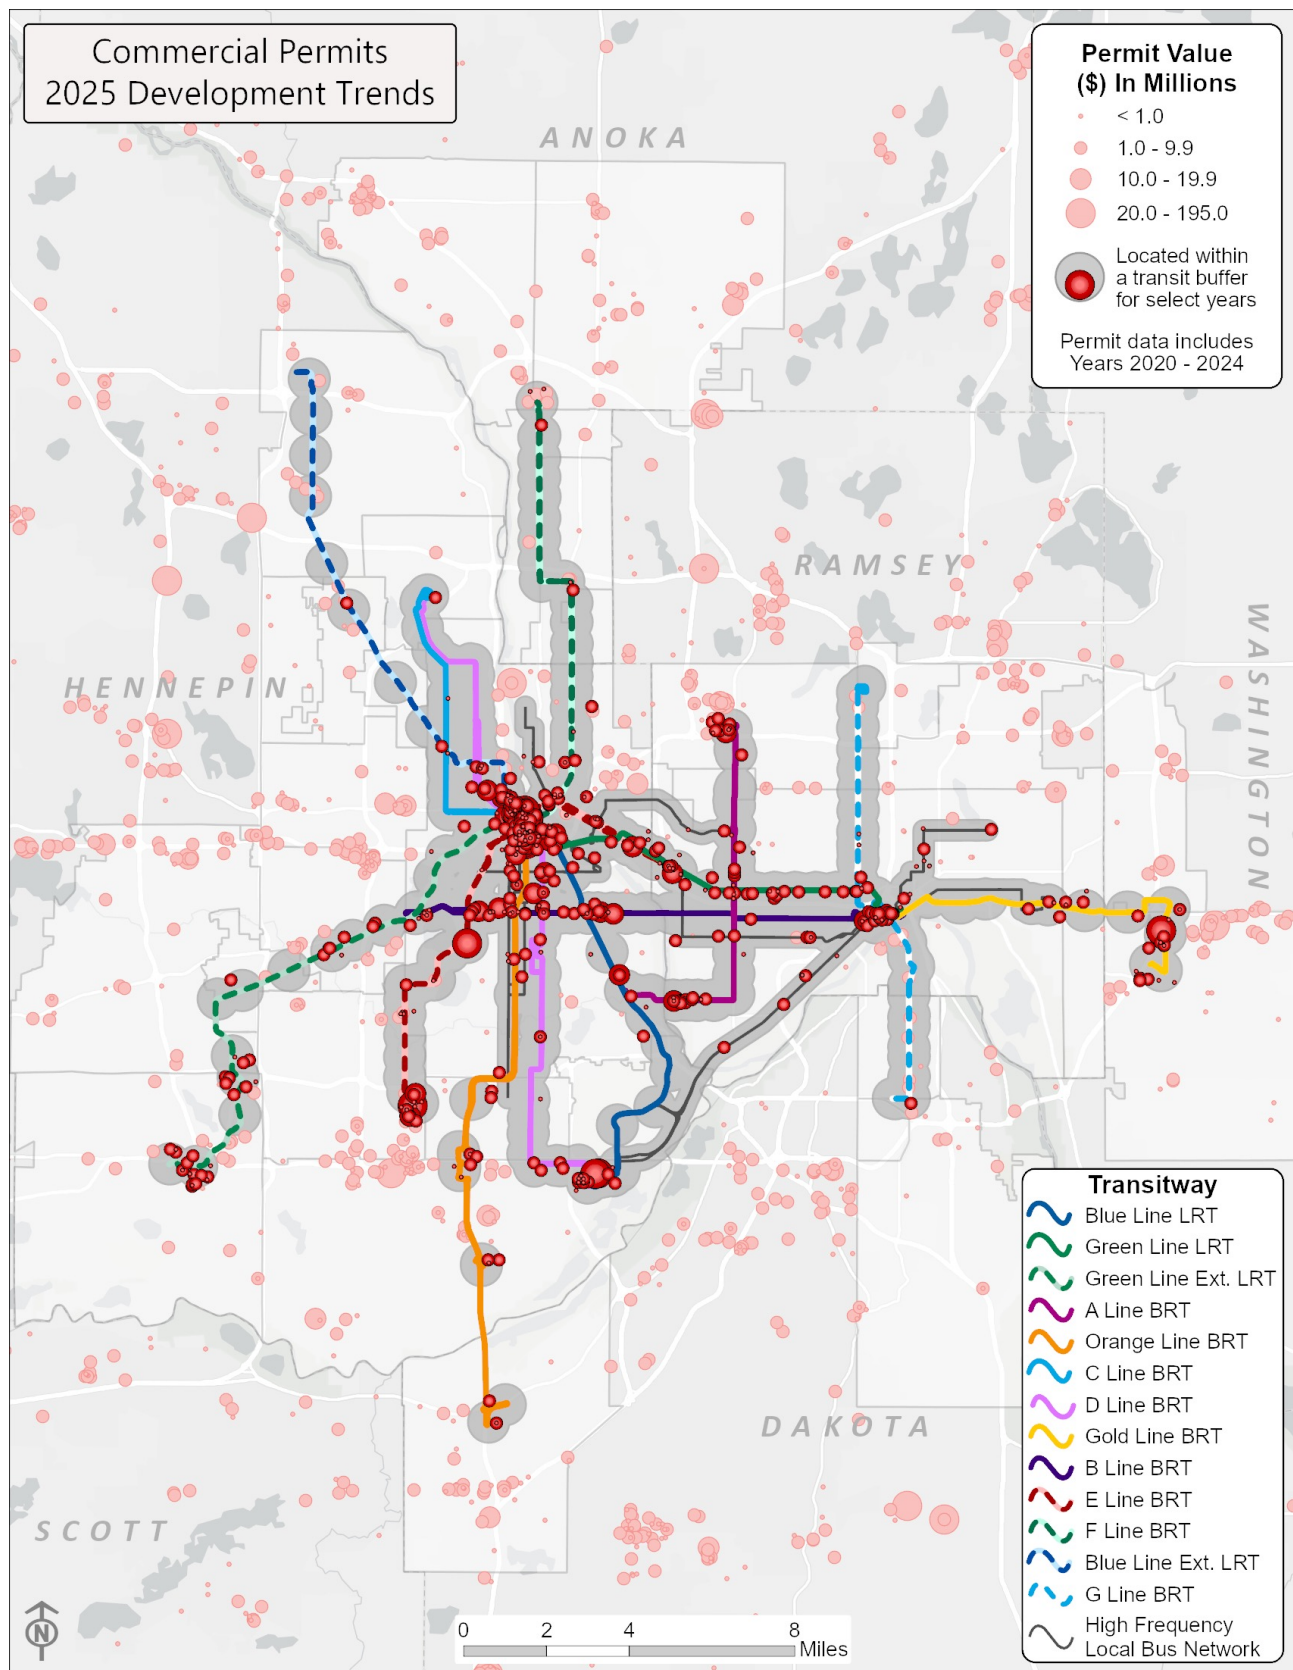 Commercial Permits
2025 Development Trends
Permit Value
($) In Millions
< 1.0
1.0 - 9.9
10.0 - 19.9
20.0 - 195.0
Located within
a transit buffer
for select years
Permit data includes
Years 2020 - 2024
ANOKA
RAMSEY
WASHINGTON
HENNEPIN
DAKOTA
SCOTT
Transitway
Blue Line LRT
Green Line LRT
Green Line Ext. LRT
A Line BRT
Orange Line BRT
C Line BRT
D Line BRT
Gold Line BRT
B Line BRT
E Line BRT
F Line BRT
Blue Line Ext. LRT
G Line BRT
High Frequency
Local Bus Network
N
0 2 4 8
Miles